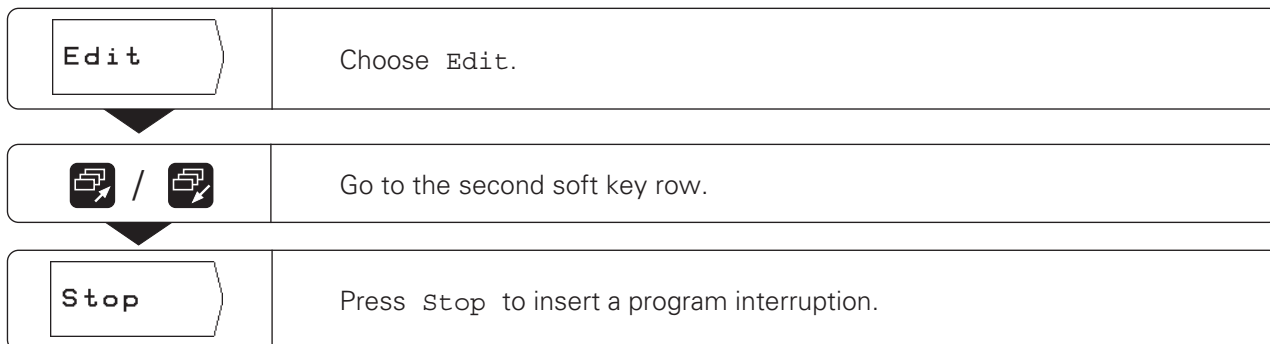 Edit
Choose Edit.
/
Go to the second soft key row.
Stop
Press Stop to insert a program interruption.